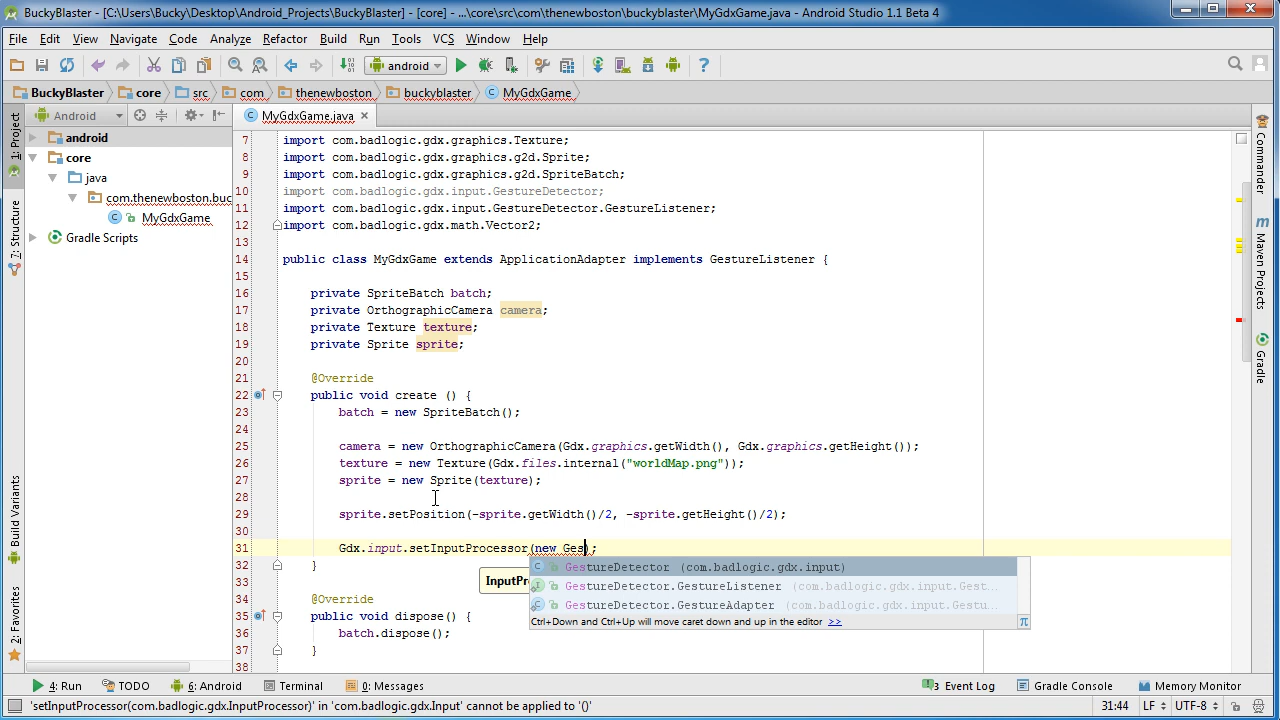 BuckyBlaster - [C:\Users\Bucky\Desktop\Android_Projects\BuckyBlaster] - [core] - ...\core\src\com\thenewboston\buckyblaster\MyGdxGame.java - Android Studio 1.1 Beta 4
File Edit View Navigate Code Analyze Refactor Build Run Tools VCS Window Help
android
BuckyBlaster core src com thenewboston buckyblaster MyGdxGame
Android
MyGdxGame.java
1: Project
7: Structure
Build Variants
2: Favorites
android
core
java
com.thenewboston.buc
MyGdxGame
Gradle Scripts
7 import com.badlogic.gdx.graphics.Texture;
8 import com.badlogic.gdx.graphics.g2d.Sprite;
9 import com.badlogic.gdx.graphics.g2d.SpriteBatch;
10 import com.badlogic.gdx.input.GestureDetector;
11 import com.badlogic.gdx.input.GestureDetector.GestureListener;
12 import com.badlogic.gdx.math.Vector2;
13
14 public class MyGdxGame extends ApplicationAdapter implements GestureListener {
15
16 private SpriteBatch batch;
17 private OrthographicCamera camera;
18 private Texture texture;
19 private Sprite sprite;
20
21 @Override
22 public void create () {
23 batch = new SpriteBatch();
24
25 camera = new OrthographicCamera(Gdx.graphics.getWidth(), Gdx.graphics.getHeight());
26 texture = new Texture(Gdx.files.internal("worldMap.png"));
27 sprite = new Sprite(texture);
28
29 sprite.setPosition(-sprite.getWidth()/2, -sprite.getHeight()/2);
30
31 Gdx.input.setInputProcessor(new Ges);
32 }
33
34 @Override
35 public void dispose() {
36 batch.dispose();
37 }
38
InputPr
GestureDetector (com.badlogic.gdx.input)
GestureDetector.GestureListener (com.badlogic.gdx.input.Gest...
GestureDetector.GestureAdapter (com.badlogic.gdx.input.Gestu...
Ctrl+Down and Ctrl+Up will move caret down and up in the editor >>
π
Commander
Maven Projects
Gradle
4: Run TODO 6: Android Terminal 0: Messages 3 Event Log Gradle Console Memory Monitor
'setInputProcessor(com.badlogic.gdx.InputProcessor)' in 'com.badlogic.gdx.Input' cannot be applied to '()' 31:44 LF UTF-8